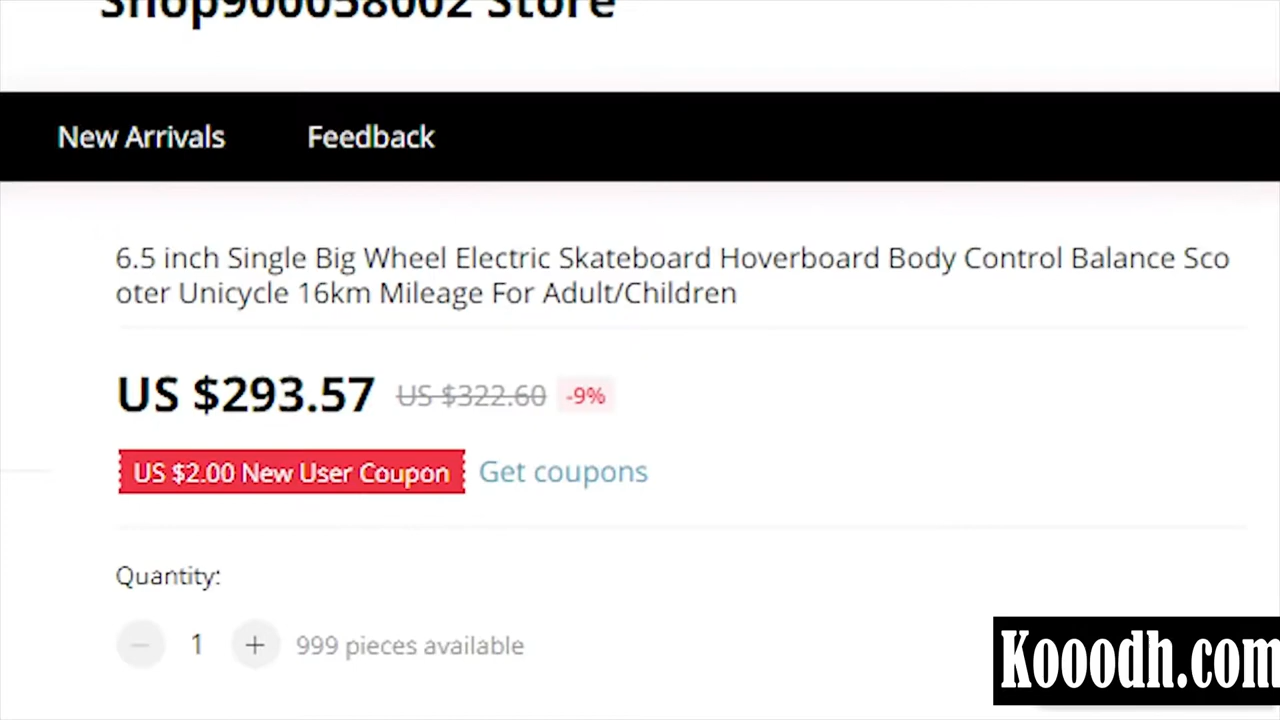 Shop900058002 Store
New Arrivals Feedback
6.5 inch Single Big Wheel Electric Skateboard Hoverboard Body Control Balance Sco
oter Unicycle 16km Mileage For Adult/Children
US $293.57 US $322.60 -9%
US $2.00 New User Coupon Get coupons
Quantity:
− 1 + 999 pieces available
Kooodh.com